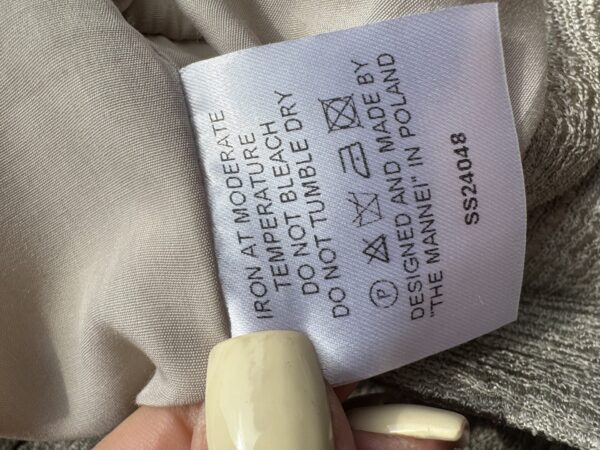 IRON AT MODERATE
TEMPERATURE
DO NOT BLEACH
DO NOT TUMBLE DRY
P
DESIGNED AND MADE BY
"THE MANNEI" IN POLAND
SS24048